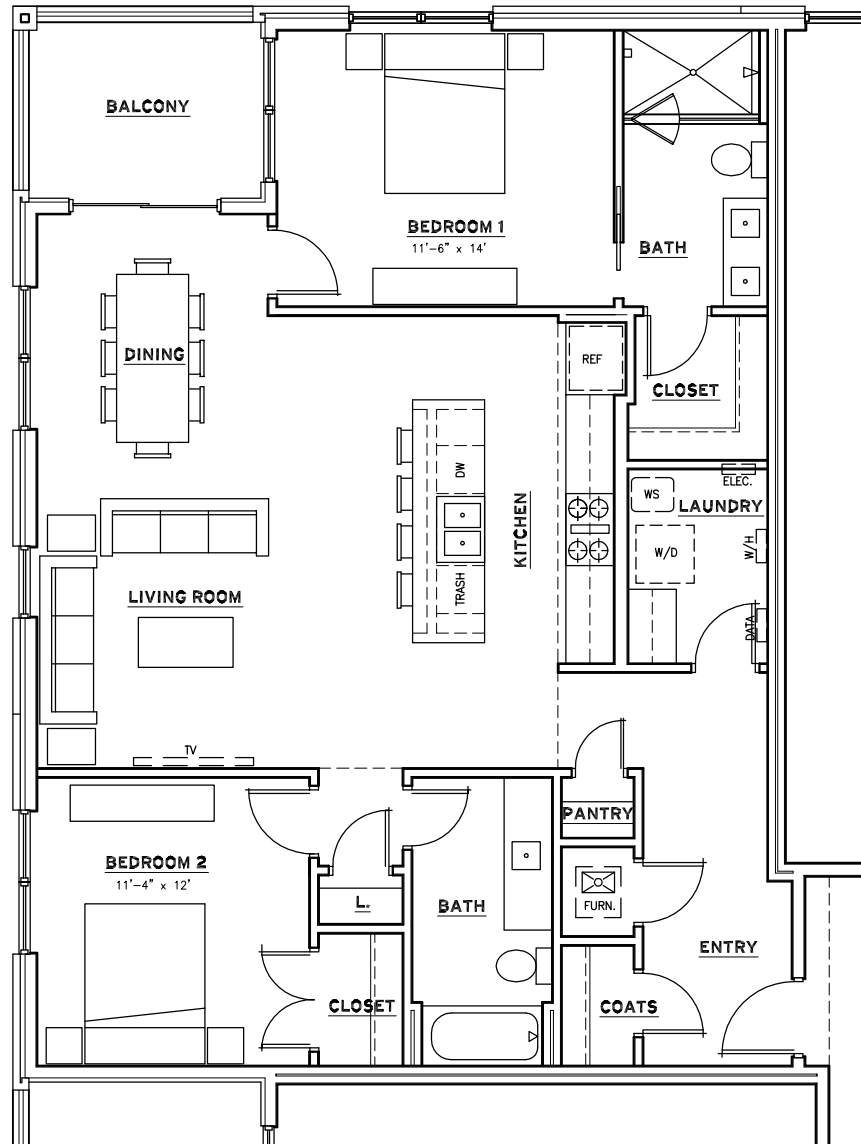 BALCONY
BEDROOM 1
11'-6" x 14'
BATH
DINING
REF
CLOSET
DW
ELEC.
WS
LAUNDRY
KITCHEN
W/D
W/H
TRASH
LIVING ROOM
DATA
TV
PANTRY
BEDROOM 2
11'-4" x 12'
L.
BATH
FURN.
ENTRY
CLOSET
COATS